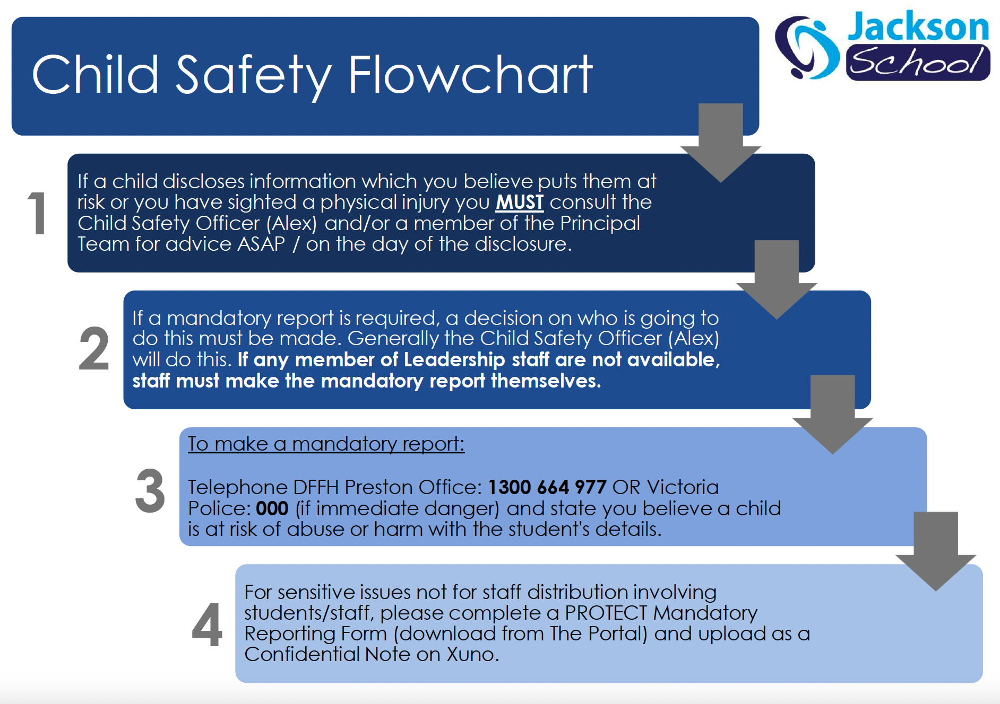 Child Safety Flowchart
Jackson
School
1
If a child discloses information which you believe puts them at
risk or you have sighted a physical injury you MUST consult the
Child Safety Officer (Alex) and/or a member of the Principal
Team for advice ASAP / on the day of the disclosure.
2
If a mandatory report is required, a decision on who is going to
do this must be made. Generally the Child Safety Officer (Alex)
will do this. If any member of Leadership staff are not available,
staff must make the mandatory report themselves.
3
To make a mandatory report:
Telephone DFFH Preston Office: 1300 664 977 OR Victoria
Police: 000 (if immediate danger) and state you believe a child
is at risk of abuse or harm with the student's details.
4
For sensitive issues not for staff distribution involving
students/staff, please complete a PROTECT Mandatory
Reporting Form (download from The Portal) and upload as a
Confidential Note on Xuno.